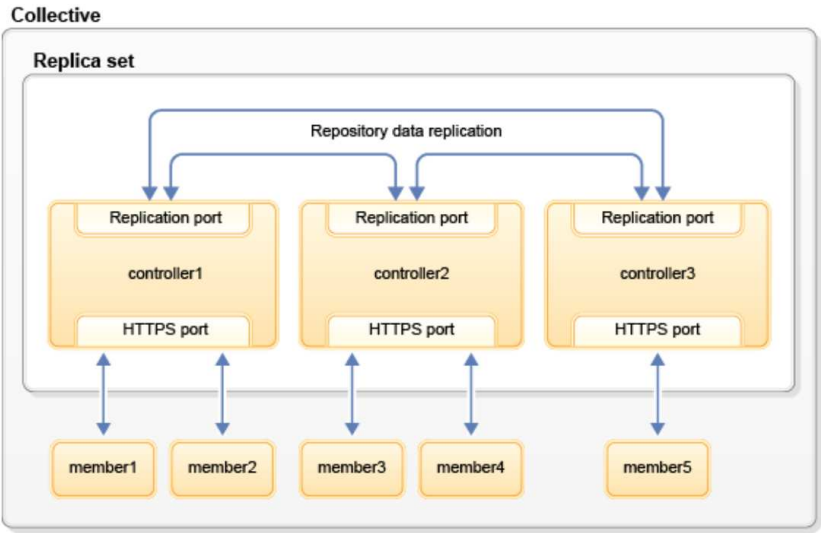 Collective
Replica set
Repository data replication
Replication port
Replication port
Replication port
controller1
controller2
controller3
HTTPS port
HTTPS port
HTTPS port
member1
member2
member3
member4
member5